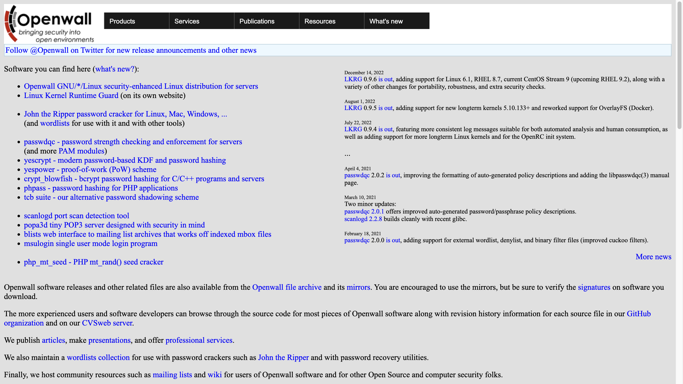 Openwall
bringing security into
open environments
Products
Services
Publications
Resources
What's new
Follow @Openwall on Twitter for new release announcements and other news
Software you can find here (what's new?):
Openwall GNU/*/Linux security-enhanced Linux distribution for servers
Linux Kernel Runtime Guard (on its own website)
John the Ripper password cracker for Linux, Mac, Windows, ...
(and wordlists for use with it and with other tools)
passwdqc - password strength checking and enforcement for servers
(and more PAM modules)
yescrypt - modern password-based KDF and password hashing
yespower - proof-of-work (PoW) scheme
crypt_blowfish - bcrypt password hashing for C/C++ programs and servers
phpass - password hashing for PHP applications
tcb suite - our alternative password shadowing scheme
scanlogd port scan detection tool
popa3d tiny POP3 server designed with security in mind
blists web interface to mailing list archives that works off indexed mbox files
msulogin single user mode login program
php_mt_seed - PHP mt_rand() seed cracker
December 14, 2022
LKRG 0.9.6 is out, adding support for Linux 6.1, RHEL 8.7, current CentOS Stream 9 (upcoming RHEL 9.2), along with a
variety of other changes for portability, robustness, and extra security checks.
August 1, 2022
LKRG 0.9.5 is out, adding support for new longterm kernels 5.10.133+ and reworked support for OverlayFS (Docker).
July 22, 2022
LKRG 0.9.4 is out, featuring more consistent log messages suitable for both automated analysis and human consumption, as
well as adding support for more longterm Linux kernels and for the OpenRC init system.
...
April 4, 2021
passwdqc 2.0.2 is out, improving the formatting of auto-generated policy descriptions and adding the libpasswdqc(3) manual
page.
March 10, 2021
Two minor updates:
passwdqc 2.0.1 offers improved auto-generated password/passphrase policy descriptions.
scanlogd 2.2.8 builds cleanly with recent glibc.
February 18, 2021
passwdqc 2.0.0 is out, adding support for external wordlist, denylist, and binary filter files (improved cuckoo filters).
More news
Openwall software releases and other related files are also available from the Openwall file archive and its mirrors. You are encouraged to use the mirrors, but be sure to verify the signatures on software you
download.
The more experienced users and software developers can browse through the source code for most pieces of Openwall software along with revision history information for each source file in our GitHub
organization and on our CVSweb server.
We publish articles, make presentations, and offer professional services.
We also maintain a wordlists collection for use with password crackers such as John the Ripper and with password recovery utilities.
Finally, we host community resources such as mailing lists and wiki for users of Openwall software and for other Open Source and computer security folks.